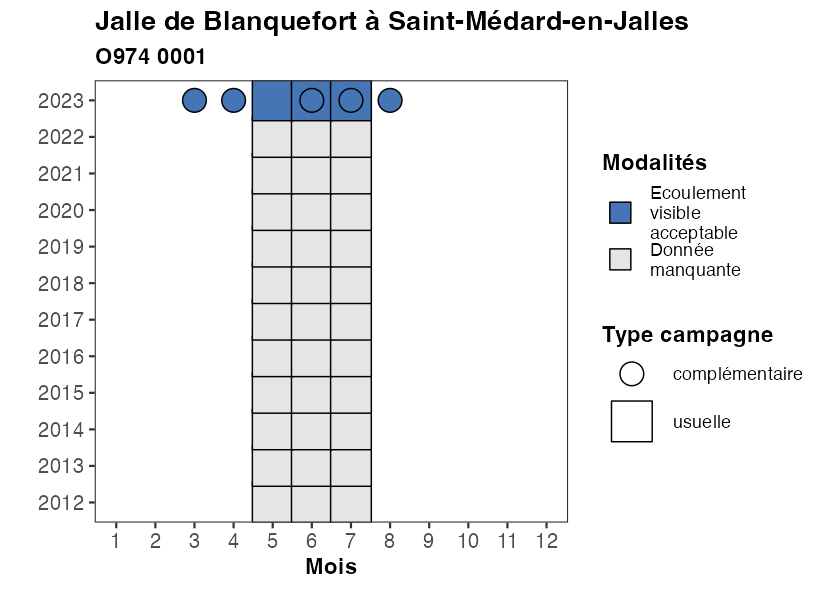 Jalle de Blanquefort à Saint-Médard-en-Jalles
O974 0001
2023
2022
2021
2020
2019
2018
2017
2016
2015
2014
2013
2012
1 2 3 4 5 6 7 8 9 10 11 12
Mois
Modalités
Ecoulement
visible
acceptable
Donnée
manquante
Type campagne
complémentaire
usuelle